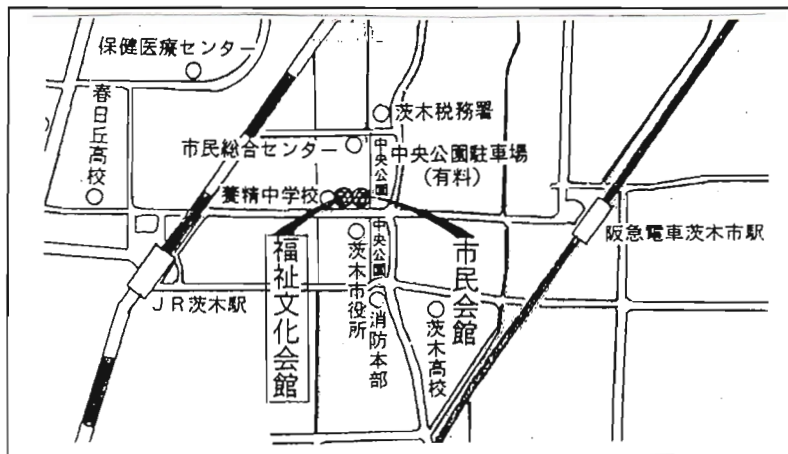 保健医療センター
春日丘高校
茨木税務署
市民総合センター
中央公園
中央公園駐車場
(有料)
養精中学校
阪急電車茨木市駅
中央公園
福祉文化会館
茨木市役所
市民会館
JR茨木駅
消防本部
茨木高校